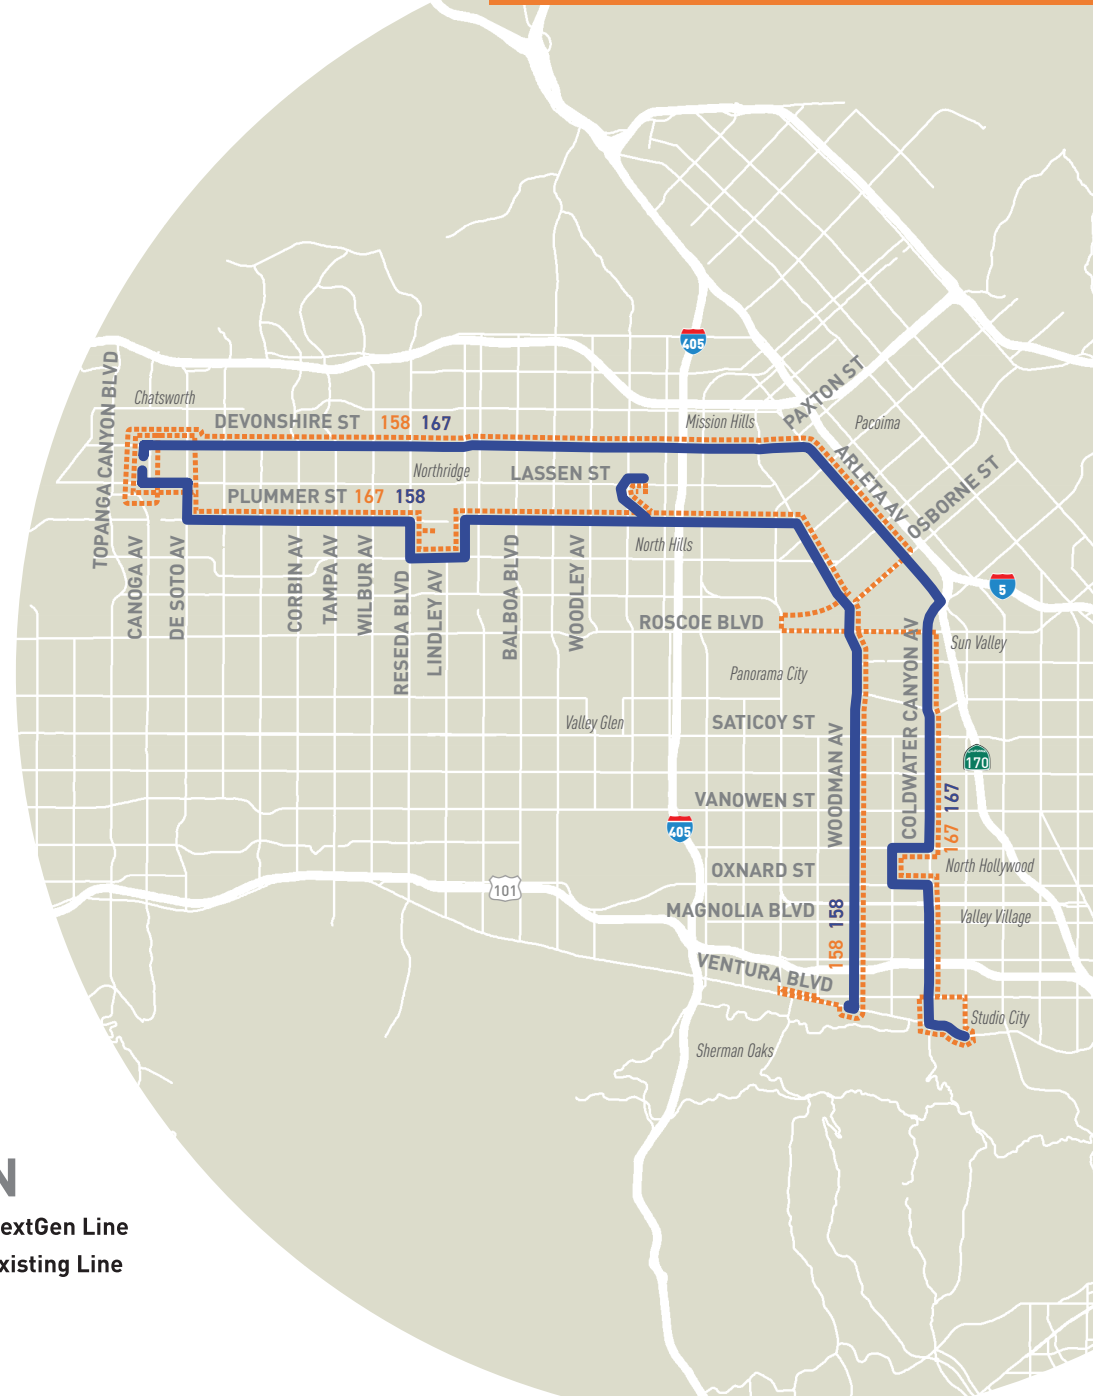 405
PAXTON ST
TOPANGA CANYON BLVD
Chatsworth
DEVONSHIRE ST 158 167
Mission Hills
Pacoima
ARLETA AV
OSBORNE ST
Northridge
LASSEN ST
PLUMMER ST 167 158
North Hills
CANOGA AV
DE SOTO AV
CORBIN AV
TAMPA AV
WILBUR AV
RESEDA BLVD
LINDLEY AV
BALBOA BLVD
WOODLEY AV
5
ROSCOE BLVD
COLDWATER CANYON AV
Sun Valley
Panorama City
Valley Glen
SATICOY ST
WOODMAN AV
170
VANOWEN ST
167 167
405
OXNARD ST
North Hollywood
101
MAGNOLIA BLVD
158 158
Valley Village
VENTURA BLVD
Studio City
Sherman Oaks
N
extGen Line
xisting Line